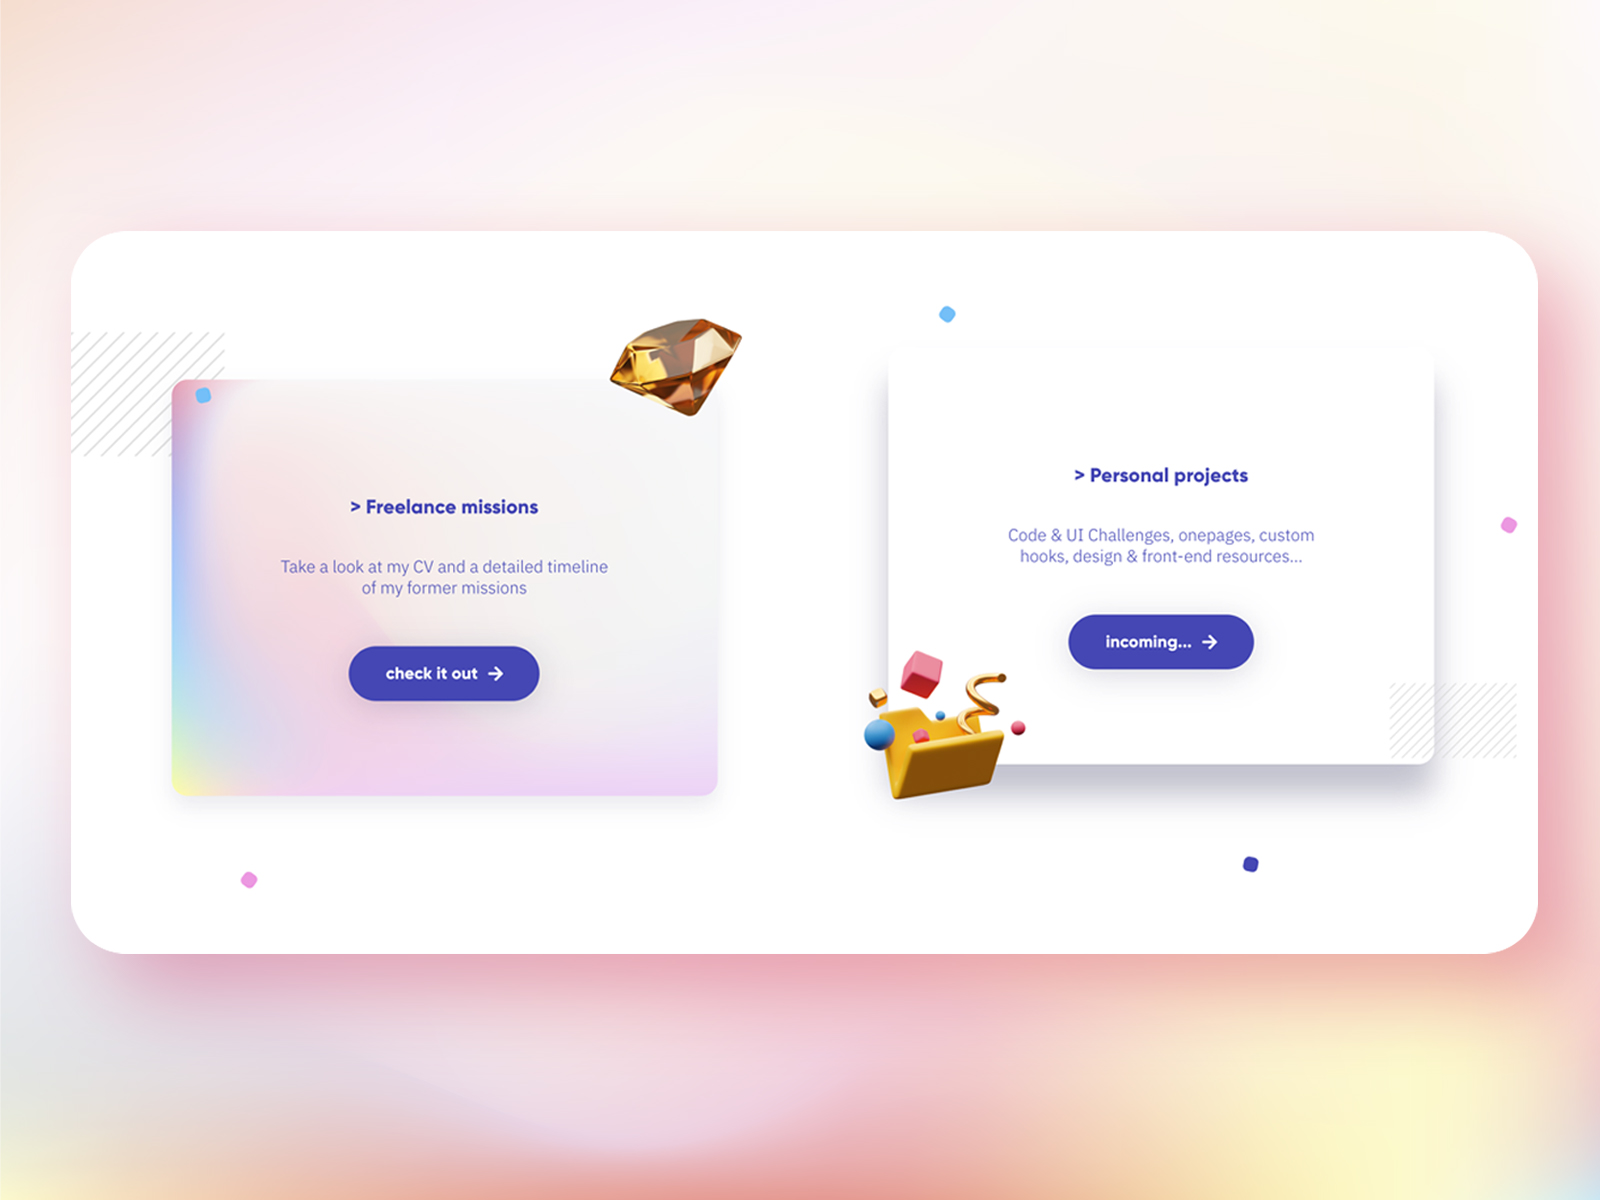 > Freelance missions
Take a look at my CV and a detailed timeline
of my former missions
check it out →
> Personal projects
Code & UI Challenges, onepages, custom
hooks, design & front-end resources...
incoming... →